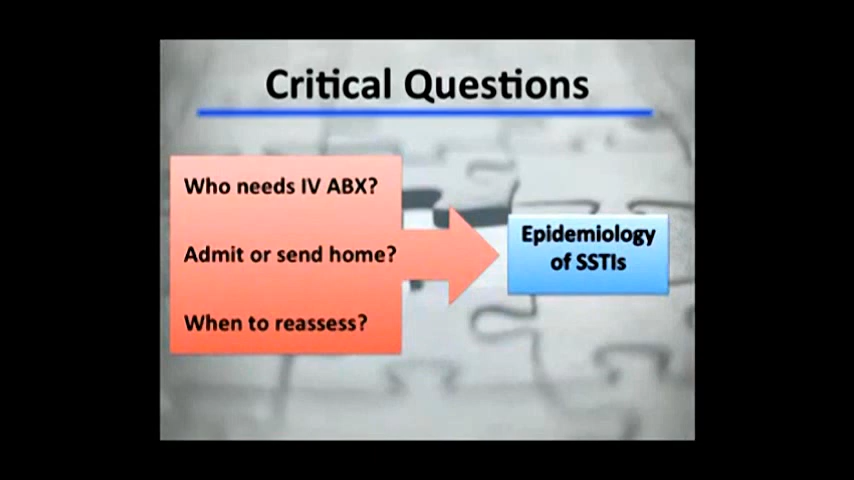 Critical Questions
Who needs IV ABX?
Admit or send home?
When to reassess?
Epidemiology
of SSTIs